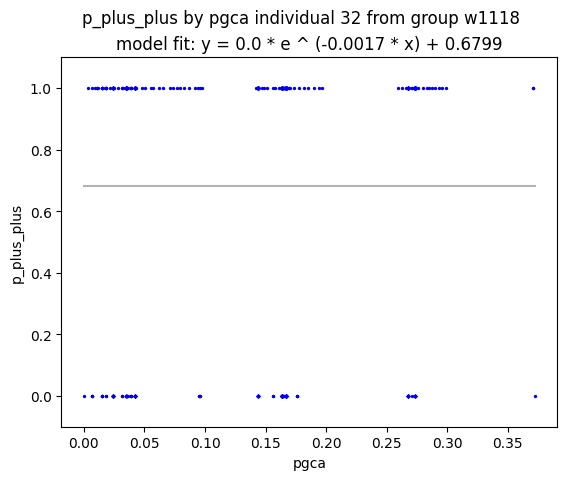 p_plus_plus by pgca individual 32 from group w1118
model fit: y = 0.0 * e ^ (-0.0017 * x) + 0.6799
1.0
0.8
0.6
0.4
0.2
0.0
p_plus_plus
0.00 0.05 0.10 0.15 0.20 0.25 0.30 0.35
pgca